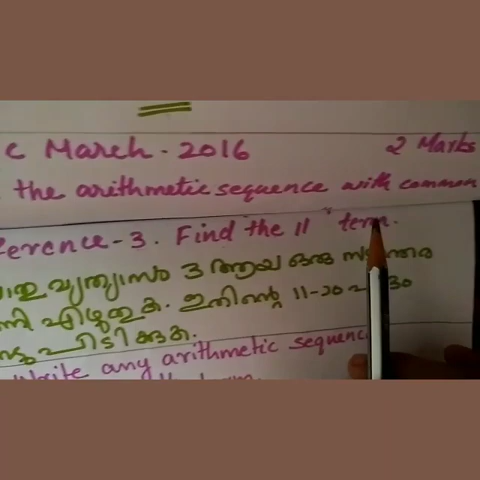 c March - 2016 2 Marks
the arithmetic sequence with common
ference - 3. Find the 11th term.
വ്യത്യാസം 3 ആയ ഒരു
എഴുതുക. ഇതിന്റെ 11-ാം
കണ്ടുപിടിക്കുക.
Write any arithmetic sequence